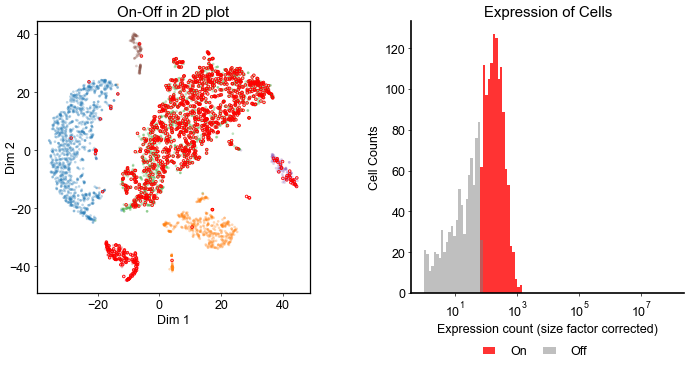 On-Off in 2D plot
Dim 2
40
20
0
−20
−40
−20
0
20
40
Dim 1
Expression of Cells
Cell Counts
120
100
80
60
40
20
0
10^1
10^3
10^5
10^7
Expression count (size factor corrected)
On Off